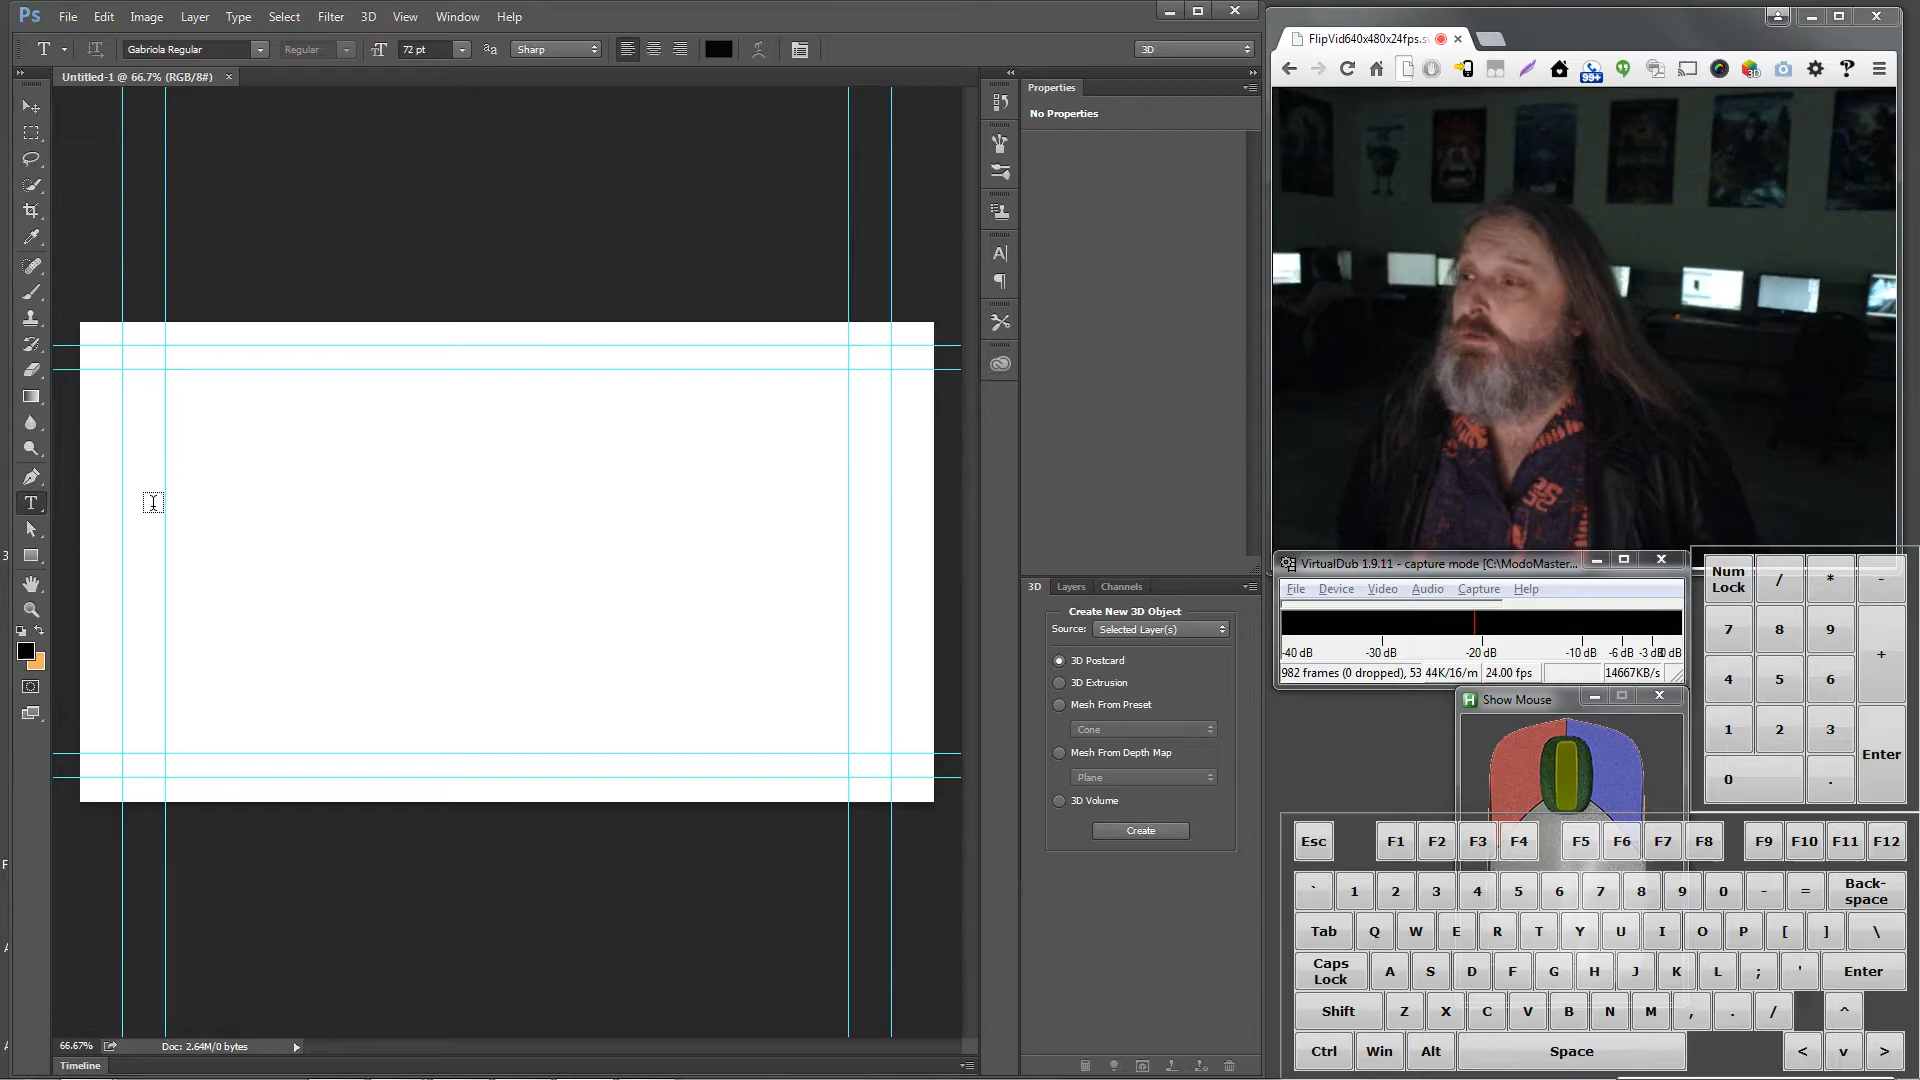 Ps File Edit Image Layer Type Select Filter 3D View Window Help
T Gabriola Regular Regular 72 pt aa Sharp 3D
Untitled-1 @ 66.7% (RGB/8#) ×
Properties
No Properties
3D Layers Channels
Create New 3D Object
Source: Selected Layer(s)
3D Postcard
3D Extrusion
Mesh From Preset
Cone
Mesh From Depth Map
Plane
3D Volume
Create
66.67% Doc: 2.64M/0 bytes
Timeline
FlipVid640x480x24fps.s
99+
3D
VirtualDub 1.9.11 - capture mode [C:\ModoMaster...
File Device Video Audio Capture Help
-40 dB -30 dB -20 dB -10 dB -6 dB -3 dB 0 dB
982 frames (0 dropped), 53 44K/16/m 24.00 fps 14667KB/s
H Show Mouse
Num Lock / * -
7 8 9 +
4 5 6
1 2 3 Enter
0 .
Esc F1 F2 F3 F4 F5 F6 F7 F8 F9 F10 F11 F12
` 1 2 3 4 5 6 7 8 9 0 - = Back-space
Tab Q W E R T Y U I O P [ ] \
Caps Lock A S D F G H J K L ; ' Enter
Shift Z X C V B N M , . / ^
Ctrl Win Alt Space < v >